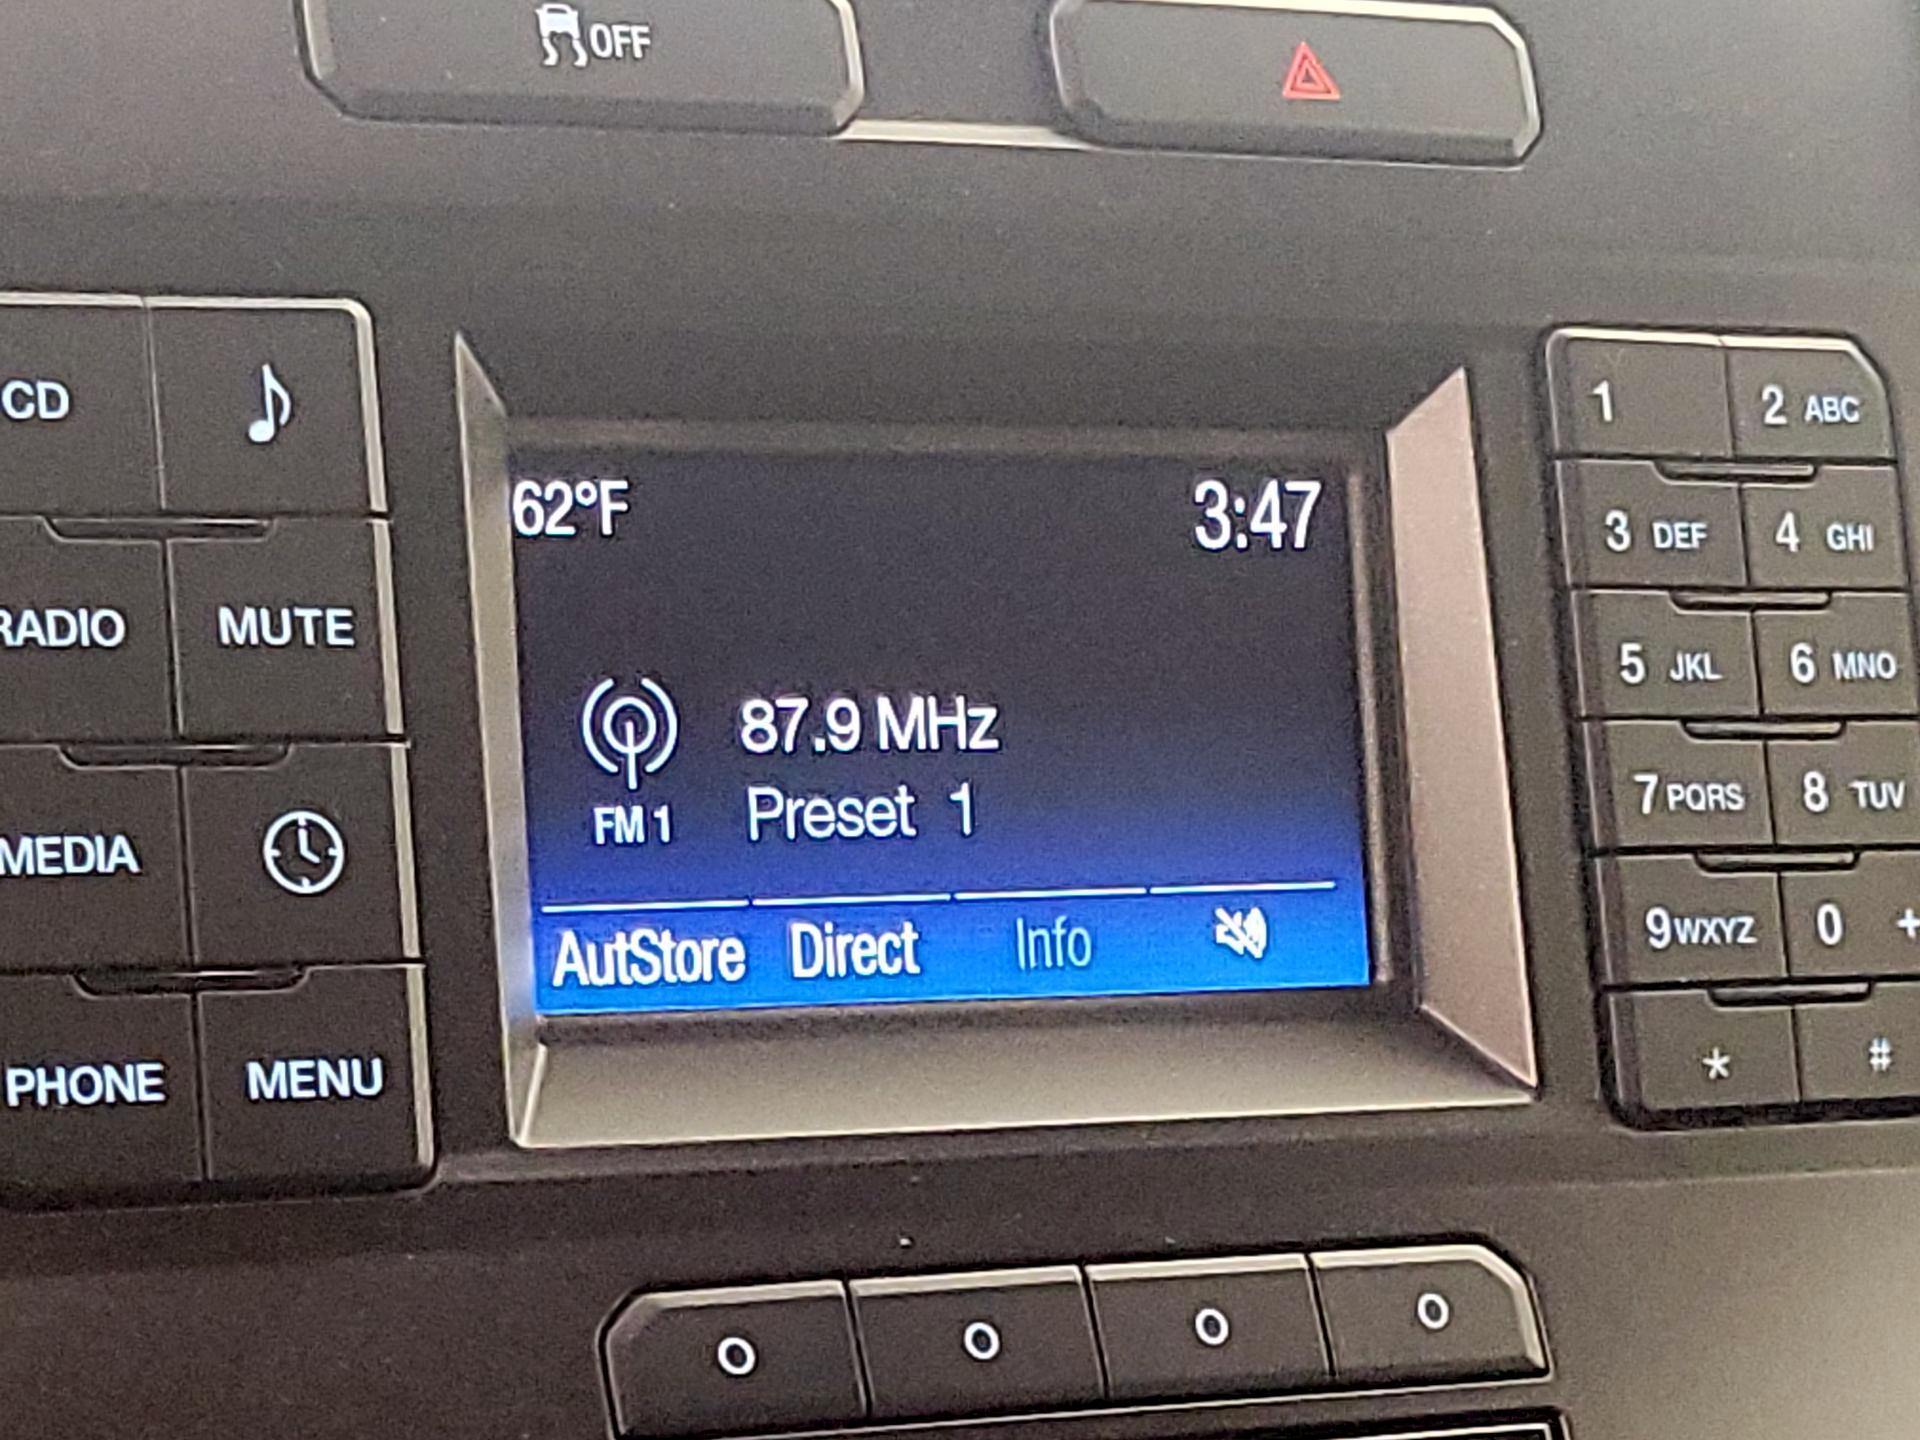 OFF
CD
RADIO
MUTE
MEDIA
PHONE
MENU
62°F
3:47
87.9 MHz
FM 1
Preset 1
AutStore Direct Info
1
2 ABC
3 DEF
4 GHI
5 JKL
6 MNO
7 PQRS
8 TUV
9 WXYZ
0 +
*
#